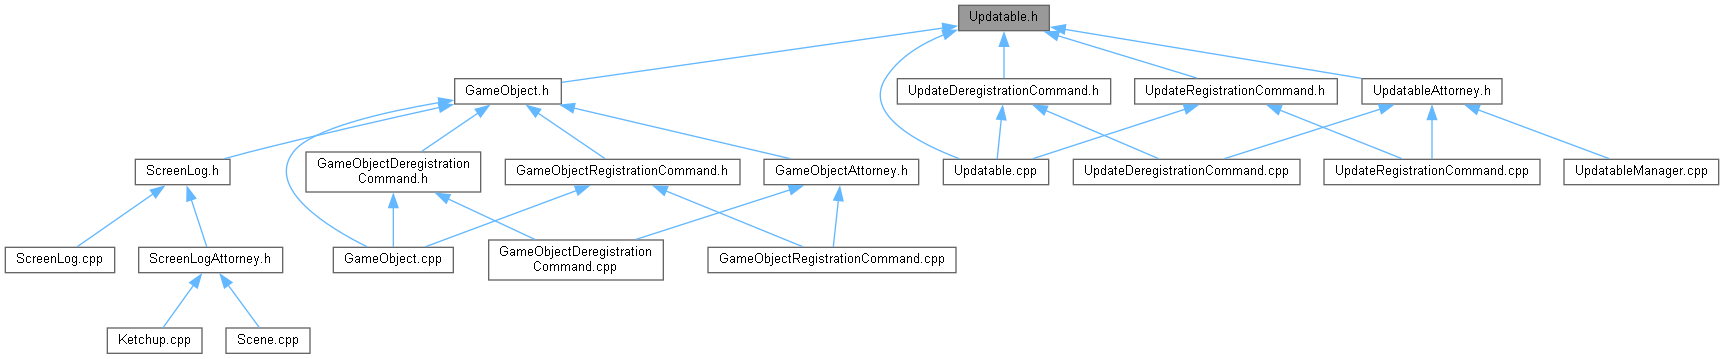 Updatable.h
GameObject.h
UpdateDeregistrationCommand.h
UpdateRegistrationCommand.h
UpdatableAttorney.h
ScreenLog.h
GameObjectDeregistration
Command.h
GameObjectRegistrationCommand.h
GameObjectAttorney.h
Updatable.cpp
UpdateDeregistrationCommand.cpp
UpdateRegistrationCommand.cpp
UpdatableManager.cpp
ScreenLog.cpp
ScreenLogAttorney.h
GameObject.cpp
GameObjectDeregistration
Command.cpp
GameObjectRegistrationCommand.cpp
Ketchup.cpp
Scene.cpp